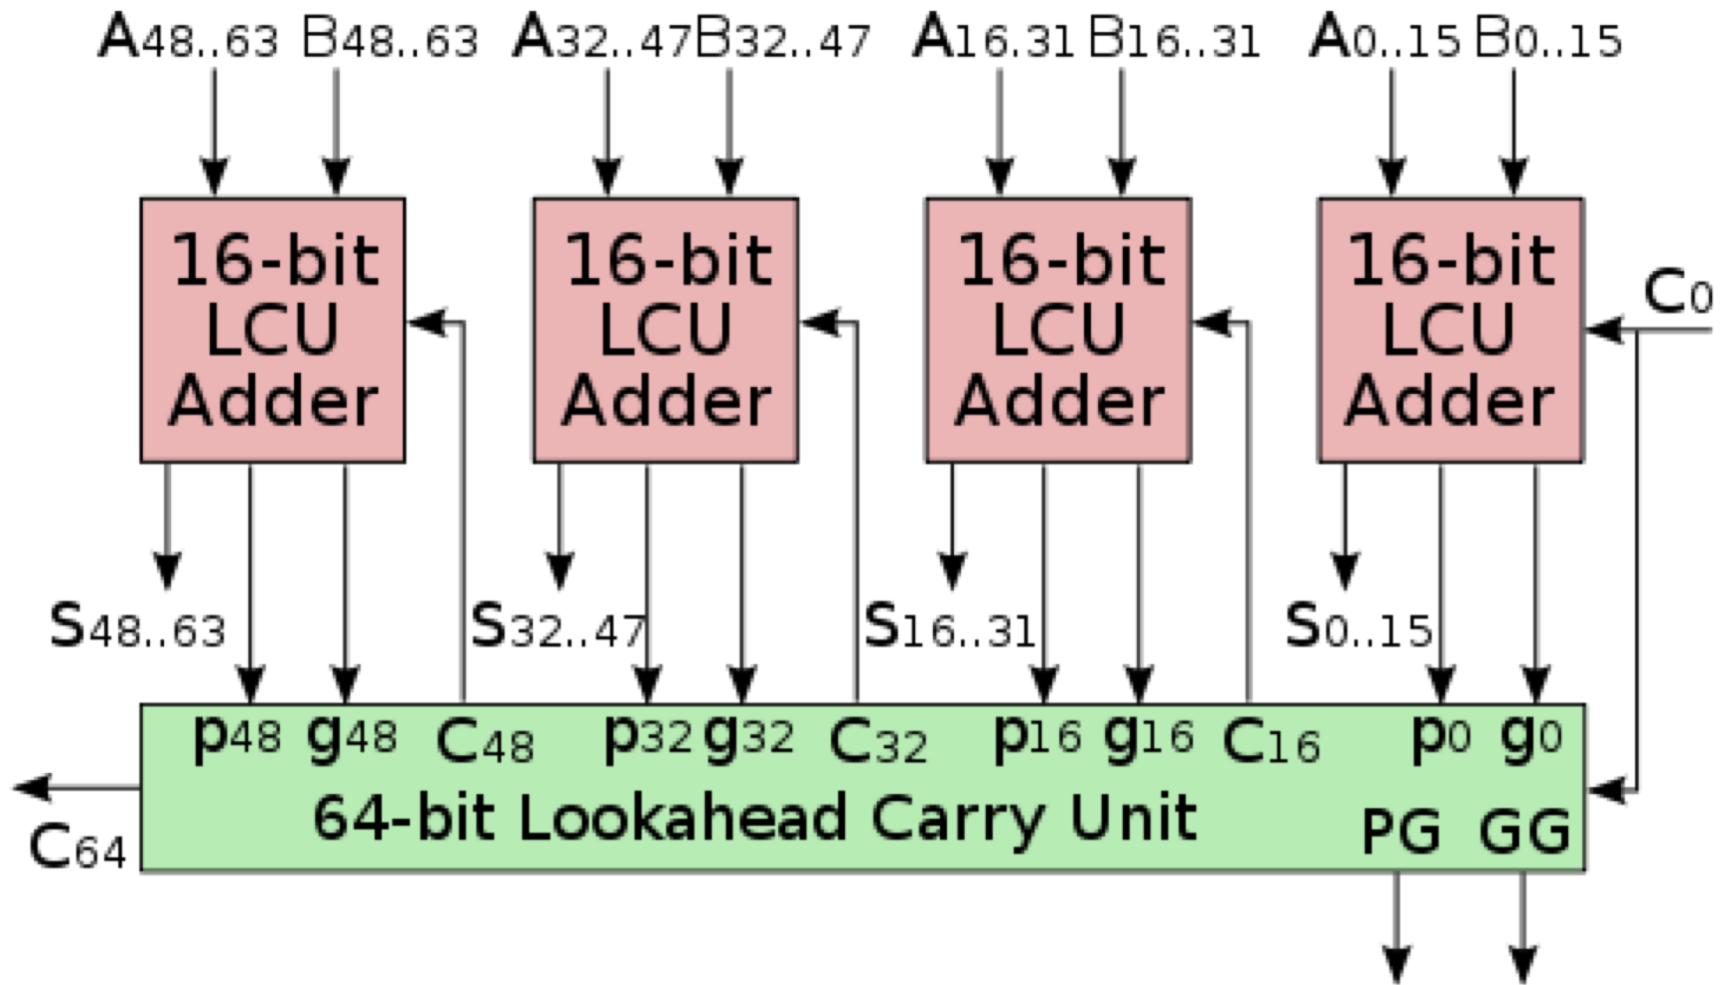 A48..63 B48..63 A32..47 B32..47 A16.31 B16..31 A0..15 B0..15
16-bit LCU Adder
16-bit LCU Adder
16-bit LCU Adder
16-bit LCU Adder
C0
S48..63 S32..47 S16..31 S0..15
p48 g48 C48 p32 g32 C32 p16 g16 C16 p0 g0
64-bit Lookahead Carry Unit PG GG
C64